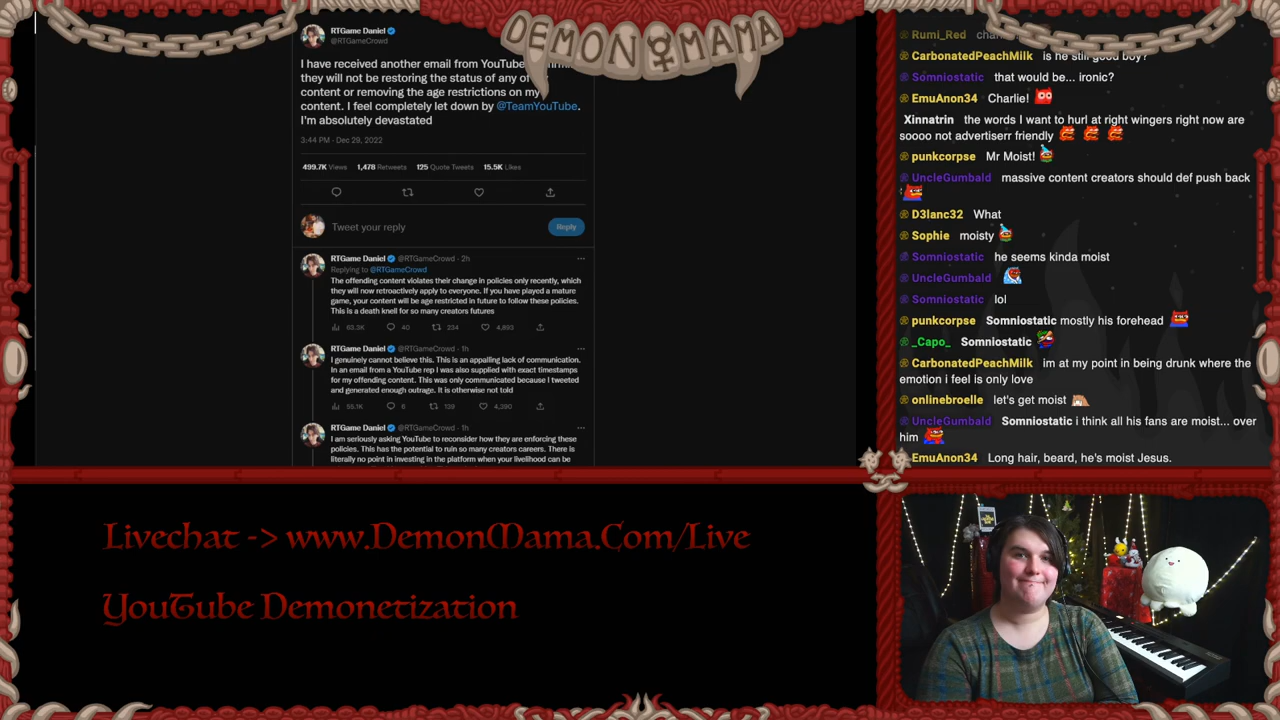 DEMON MAMA
RTGame Daniel
@RTGameCrowd
I have received another email from YouTube
they will not be restoring the status of any of
content or removing the age restrictions on my
content. I feel completely let down by @TeamYouTube.
I'm absolutely devastated
3:44 PM · Dec 29, 2022
499.7K Views 1,478 Retweets 125 Quote Tweets 15.5K Likes
Tweet your reply
Reply
RTGame Daniel @RTGameCrowd · 2h
Replying to @RTGameCrowd
The offending content violates their change in policies only recently, which
they will now retroactively apply to everyone. If you have played a mature
game, your content will be age restricted in future to follow these policies.
This is a death knell for so many creators futures
63.3K 40 234 4,893
RTGame Daniel @RTGameCrowd · 1h
I genuinely cannot believe this. This is an appalling lack of communication.
In an email from a YouTube rep I was also supplied with exact timestamps
for my offending content. This was only communicated because I tweeted
and generated enough outrage. It is otherwise not told
55.1K 6 139 4,390
RTGame Daniel @RTGameCrowd · 1h
I am seriously asking YouTube to reconsider how they are enforcing these
policies. This has the potential to ruin so many creators careers. There is
literally no point in investing in the platform when your livelihood can be
Rumi_Red
CarbonatedPeachMilk is he still good boy?
Somniostatic that would be... ironic?
EmuAnon34 Charlie!
Xinnatrin the words I want to hurl at right wingers right now are
soooo not advertiserr friendly
punkcorpse Mr Moist!
UncleGumbald massive content creators should def push back
D3lanc32 What
Sophie moisty
Somniostatic he seems kinda moist
UncleGumbald
Somniostatic lol
punkcorpse Somniostatic mostly his forehead
_Capo_ Somniostatic
CarbonatedPeachMilk im at my point in being drunk where the
emotion i feel is only love
onlinebroelle let's get moist
UncleGumbald Somniostatic i think all his fans are moist... over
him
EmuAnon34 Long hair, beard, he's moist Jesus.
Livechat -> www.DemonMama.Com/Live
YouTube Demonetization